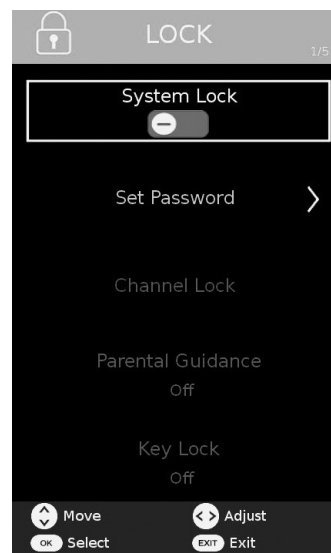 LOCK
1/5
System Lock
Set Password
Channel Lock
Parental Guidance
Off
Key Lock
Off
Move Adjust
OK Select EXIT Exit